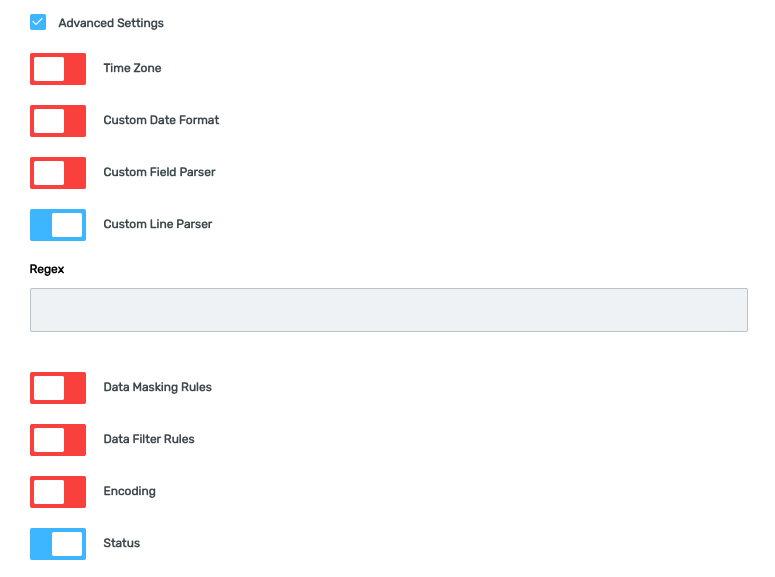 Advanced Settings
Time Zone
Custom Date Format
Custom Field Parser
Custom Line Parser
Regex
Data Masking Rules
Data Filter Rules
Encoding
Status